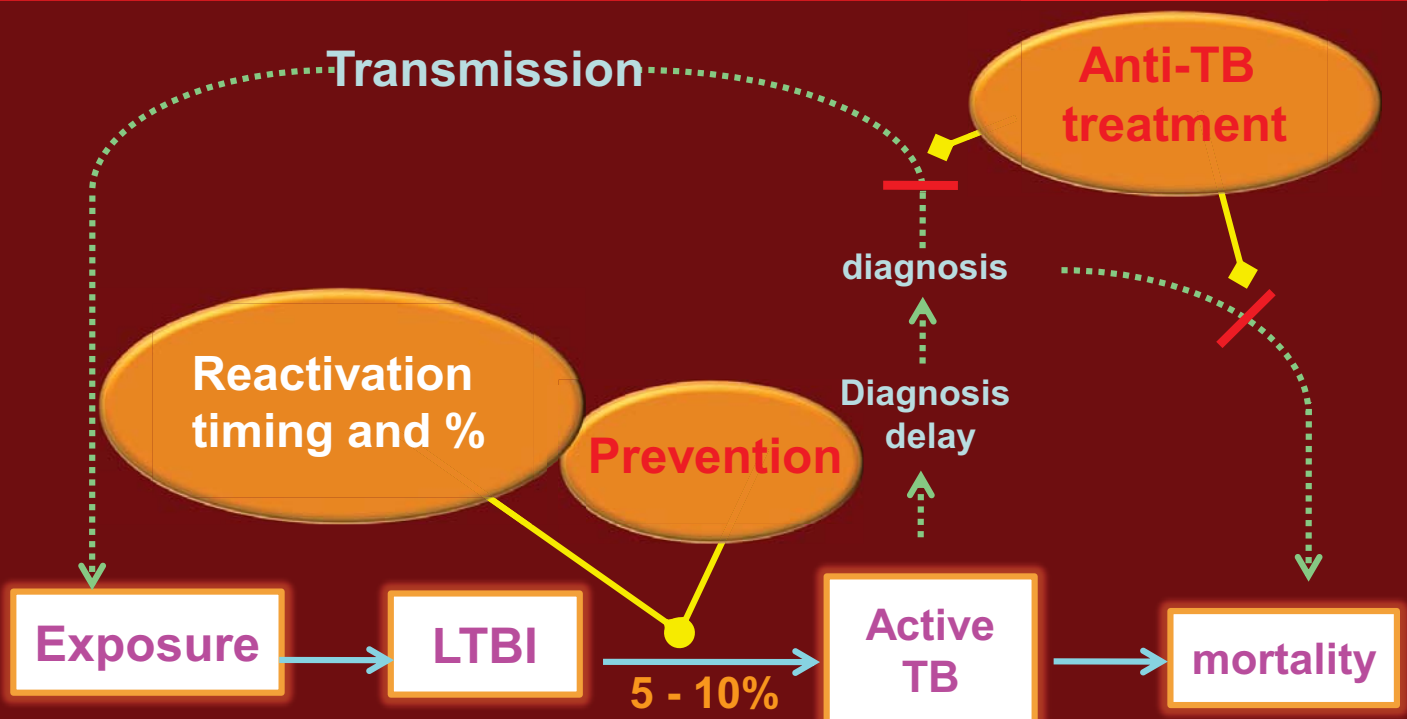 Transmission
Anti-TB
treatment
diagnosis
Reactivation
timing and %
Prevention
Diagnosis
delay
Exposure
LTBI
5 - 10%
Active
TB
mortality